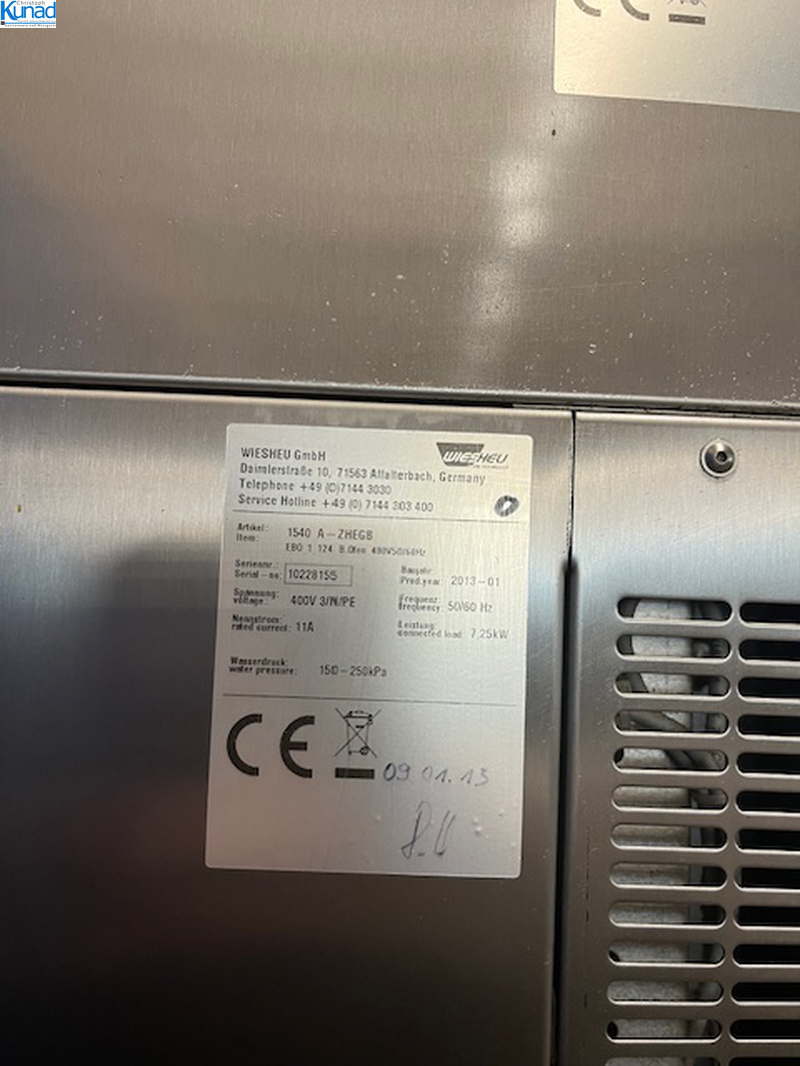 Christoph
Kunad
CE
WIESHEU GmbH
Daimlerstraße 10, 71563 Affalterbach, Germany
Telephone +49 (0)7144 3030
Service Hotline +49 (0) 7144 303 400
WIESHEU
Artikel:
Item:
1540 A-ZHEGB
EBO 1 124 B.Ofen 400V50/60Hz
Seriennr.:
Serial-no:
10228155
Baujahr:
Prod.year:
2013-01
Spannung:
voltage:
400V 3/N/PE
Frequenz:
frequency:
50/60 Hz
Nennstrom:
rated current:
11A
Leistung:
connected load:
7,25kW
Wasserdruck:
water pressure:
150-250kPa
CE
09.01.13